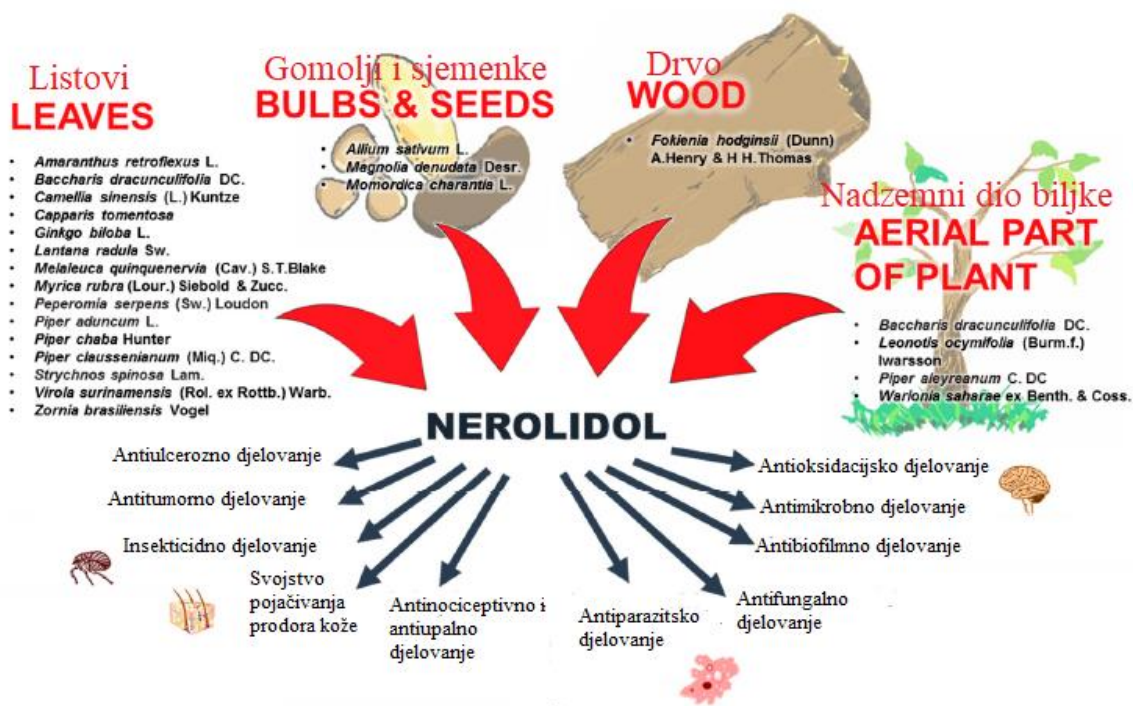 Listovi
LEAVES
• Amaranthus retroflexus L.
• Baccharis dracunculifolia DC.
• Camellia sinensis (L.) Kuntze
• Capparis tomentosa
• Ginkgo biloba L.
• Lantana radula Sw.
• Melaleuca quinquenervia (Cav.) S.T.Blake
• Myrica rubra (Lour.) Siebold & Zucc.
• Peperomia serpens (Sw.) Loudon
• Piper aduncum L.
• Piper chaba Hunter
• Piper claussenianum (Miq.) C. DC.
• Strychnos spinosa Lam.
• Virola surinamensis (Rol. ex Rottb.) Warb.
• Zornia brasiliensis Vogel
Gomolji i sjemenke
BULBS & SEEDS
• Allium sativum L.
• Magnolia denudata Desr.
• Momordica charantia L.
Drvo
WOOD
• Fokienia hodginsii (Dunn)
A.Henry & H H.Thomas
Nadzemni dio biljke
AERIAL PART
OF PLANT
• Baccharis dracunculifolia DC.
• Leonotis ocymifolia (Burm.f.)
Iwarsson
• Piper aleyreanum C. DC
• Warionia saharae ex Benth. & Coss.
NEROLIDOL
Antiulcerozno djelovanje
Antitumorno djelovanje
Insekticidno djelovanje
Svojstvo
pojačivanja
prodora kože
Antinociceptivno i
antiupalno
djelovanje
Antiparazitsko
djelovanje
Antifungalno
djelovanje
Antibiofilmno djelovanje
Antimikrobno djelovanje
Antioksidacijsko djelovanje